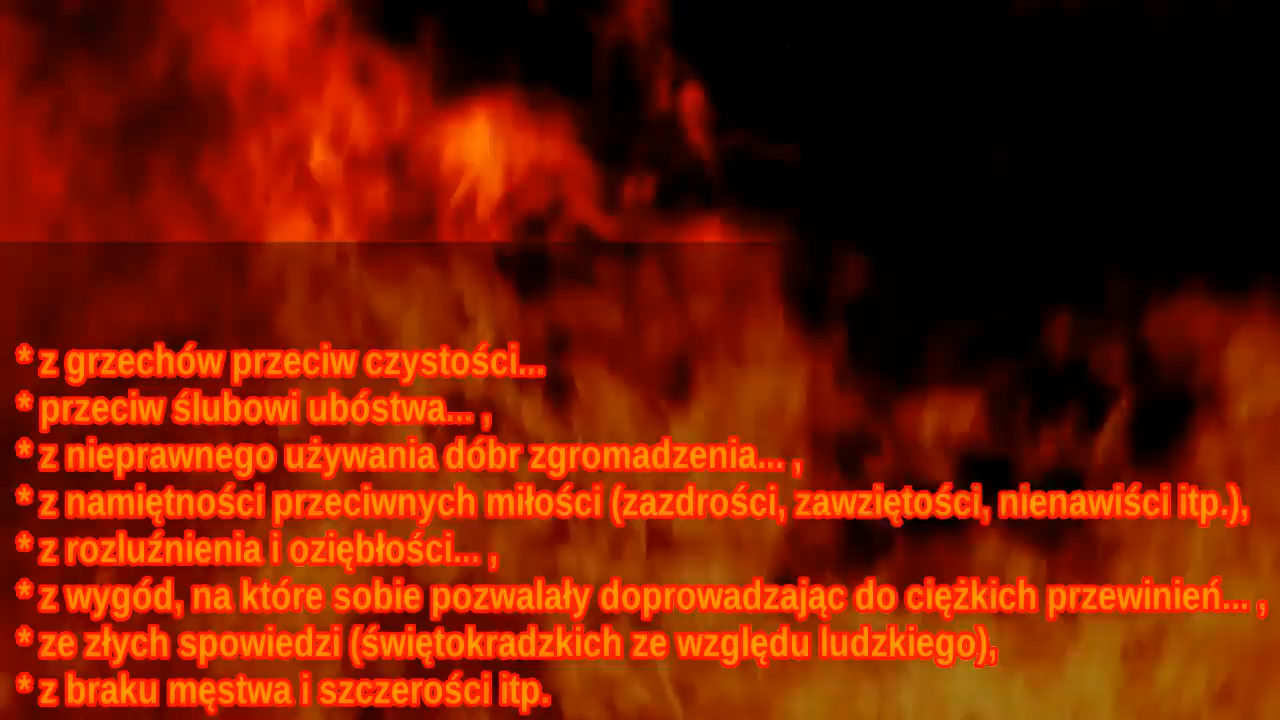 * z grzechów przeciw czystości...
* przeciw ślubowi ubóstwa... ,
* z nieprawnego używania dóbr zgromadzenia... ,
* z namiętności przeciwnych miłości (zazdrości, zawziętości, nienawiści itp.),
* z rozluźnienia i oziębłości... ,
* z wygód, na które sobie pozwalały doprowadzając do ciężkich przewinień... ,
* ze złych spowiedzi (świętokradzkich ze względu ludzkiego),
* z braku męstwa i szczerości itp.